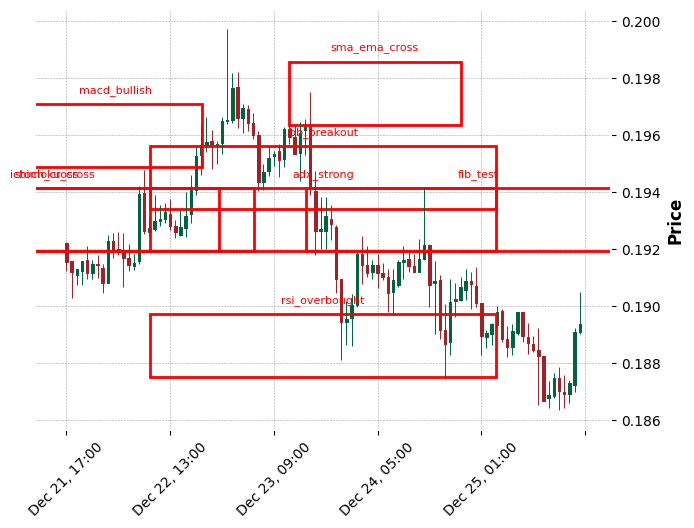 0.200
sma_ema_cross
0.198
macd_bullish
0.196
adx_strong
fib_test
0.194
0.192
Price
0.190
rsi_overbought
0.188
0.186
Dec 21, 17:00
Dec 22, 13:00
Dec 23, 09:00
Dec 24, 05:00
Dec 25, 01:00